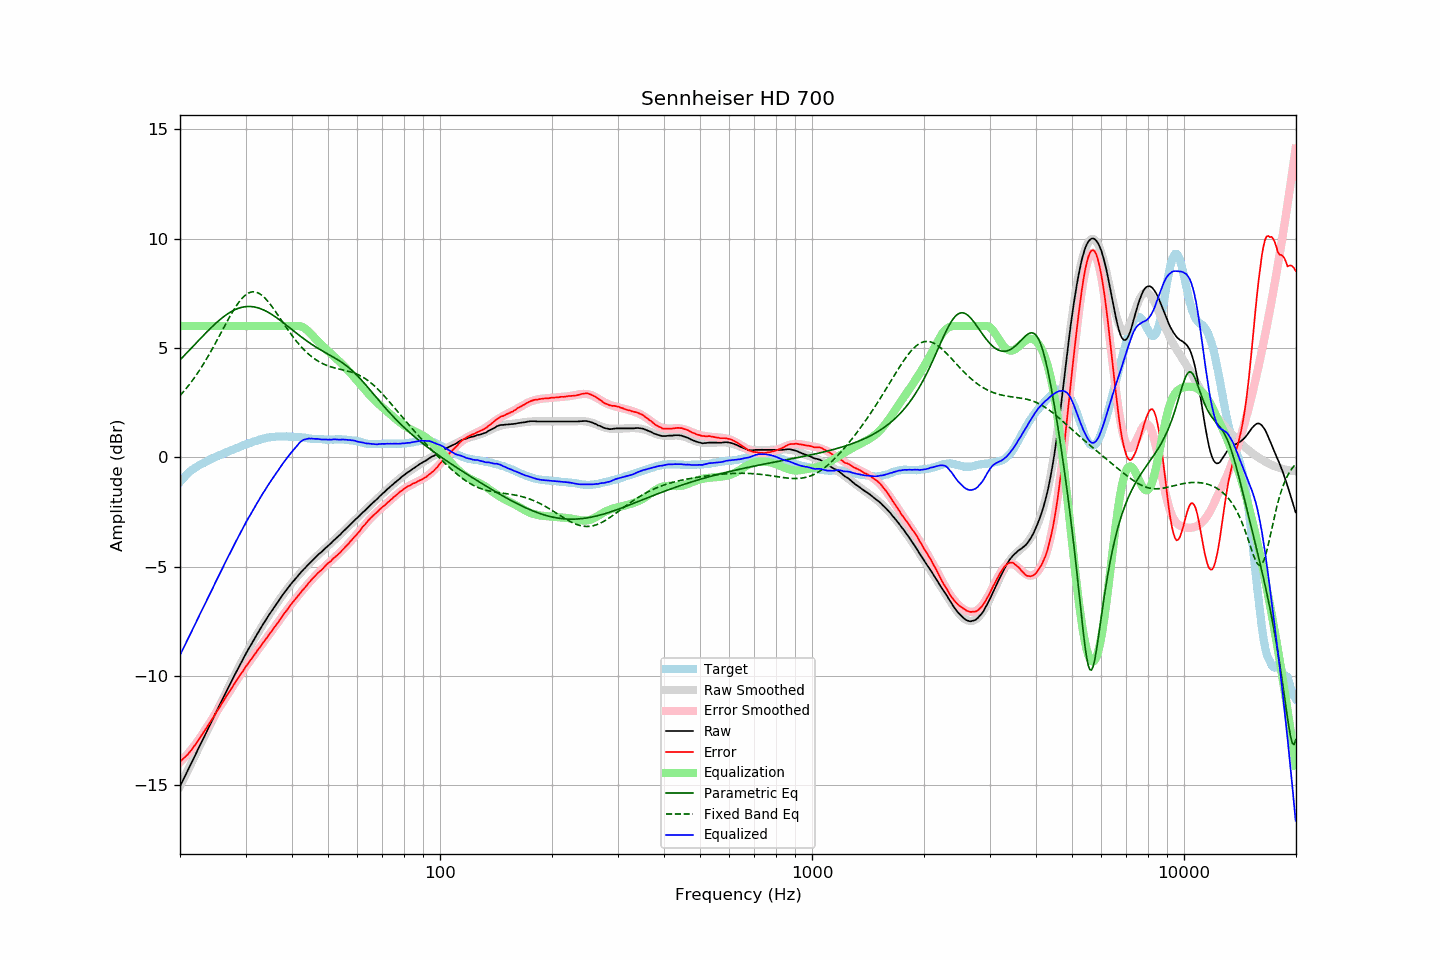 Sennheiser HD 700
15
10
5
0
−5
−10
−15
Amplitude (dBr)
Target
Raw Smoothed
Error Smoothed
Raw
Error
Equalization
Parametric Eq
Fixed Band Eq
Equalized
100
1000
10000
Frequency (Hz)